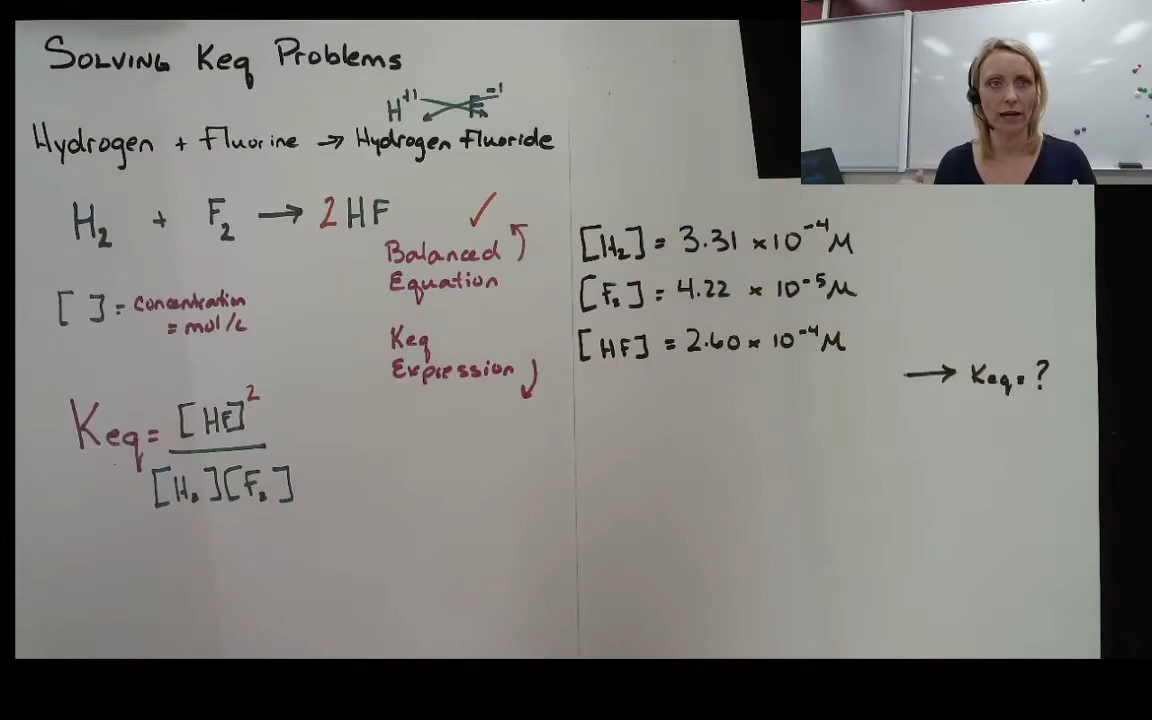 SOLVING Keq Problems
H⁺¹ F⁻¹
Hydrogen + Fluorine → Hydrogen Fluoride
H₂ + F₂ → 2HF ✓
Balanced
Equation
[ ] = Concentration
= mol/L
Keq
Expression
Keq = [HF]²
[H₂][F₂]
[H₂] = 3.31 × 10⁻⁴ M
[F₂] = 4.22 × 10⁻⁵ M
[HF] = 2.60 × 10⁻⁴ M
→ Keq = ?